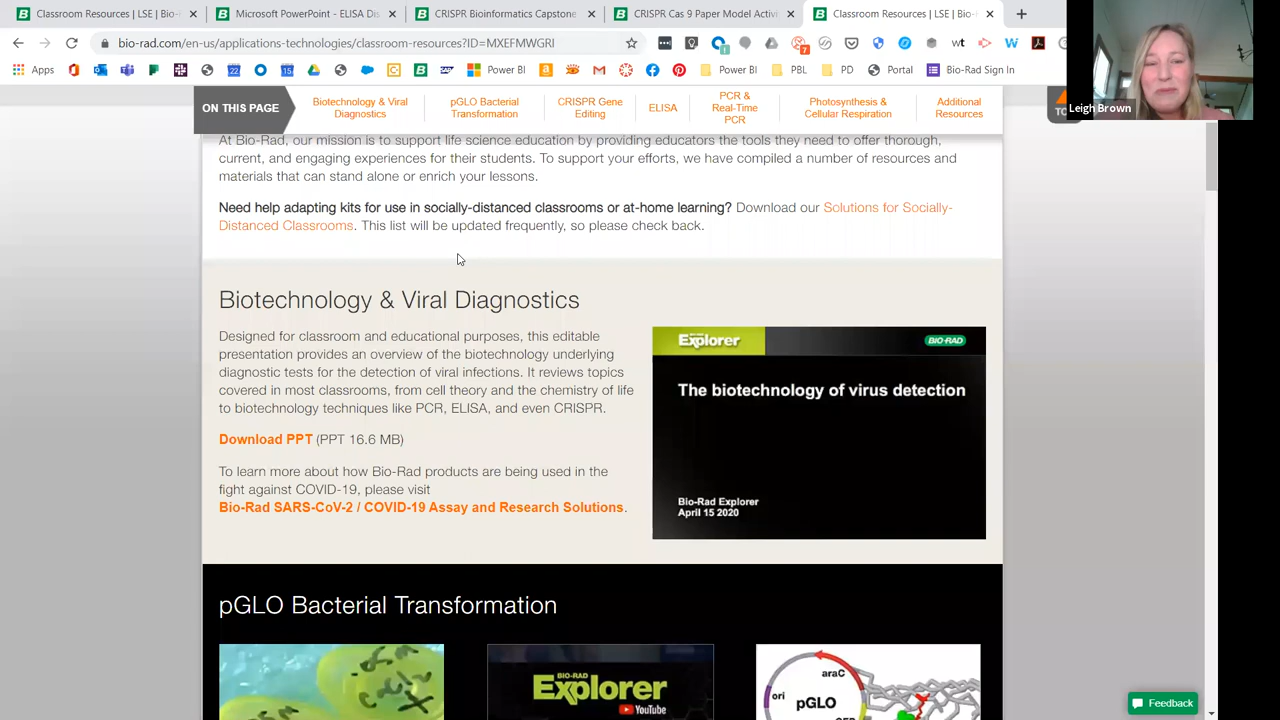 Classroom Resources | LSE | Bio-
Microsoft PowerPoint - ELISA Dis
CRISPR Bioinformatics Capstone
CRISPR Cas 9 Paper Model Activi
Classroom Resources | LSE | Bio-
bio-rad.com/en-us/applications-technologies/classroom-resources?ID=MXEFMWGRI
Apps
Power BI
Power BI
PBL
PD
Portal
Bio-Rad Sign In
Leigh Brown
ON THIS PAGE
Biotechnology & Viral Diagnostics
pGLO Bacterial Transformation
CRISPR Gene Editing
ELISA
PCR & Real-Time PCR
Photosynthesis & Cellular Respiration
Additional Resources
At Bio-Rad, our mission is to support life science education by providing educators the tools they need to offer thorough,
current, and engaging experiences for their students. To support your efforts, we have compiled a number of resources and
materials that can stand alone or enrich your lessons.
Need help adapting kits for use in socially-distanced classrooms or at-home learning? Download our Solutions for Socially-
Distanced Classrooms. This list will be updated frequently, so please check back.
Biotechnology & Viral Diagnostics
Designed for classroom and educational purposes, this editable
presentation provides an overview of the biotechnology underlying
diagnostic tests for the detection of viral infections. It reviews topics
covered in most classrooms, from cell theory and the chemistry of life
to biotechnology techniques like PCR, ELISA, and even CRISPR.
Download PPT (PPT 16.6 MB)
To learn more about how Bio-Rad products are being used in the
fight against COVID-19, please visit
Bio-Rad SARS-CoV-2 / COVID-19 Assay and Research Solutions.
Explorer
BIO-RAD
The biotechnology of virus detection
Bio-Rad Explorer
April 15 2020
pGLO Bacterial Transformation
BIO-RAD
Explorer
YouTube
araC
ori
pGLO
Feedback